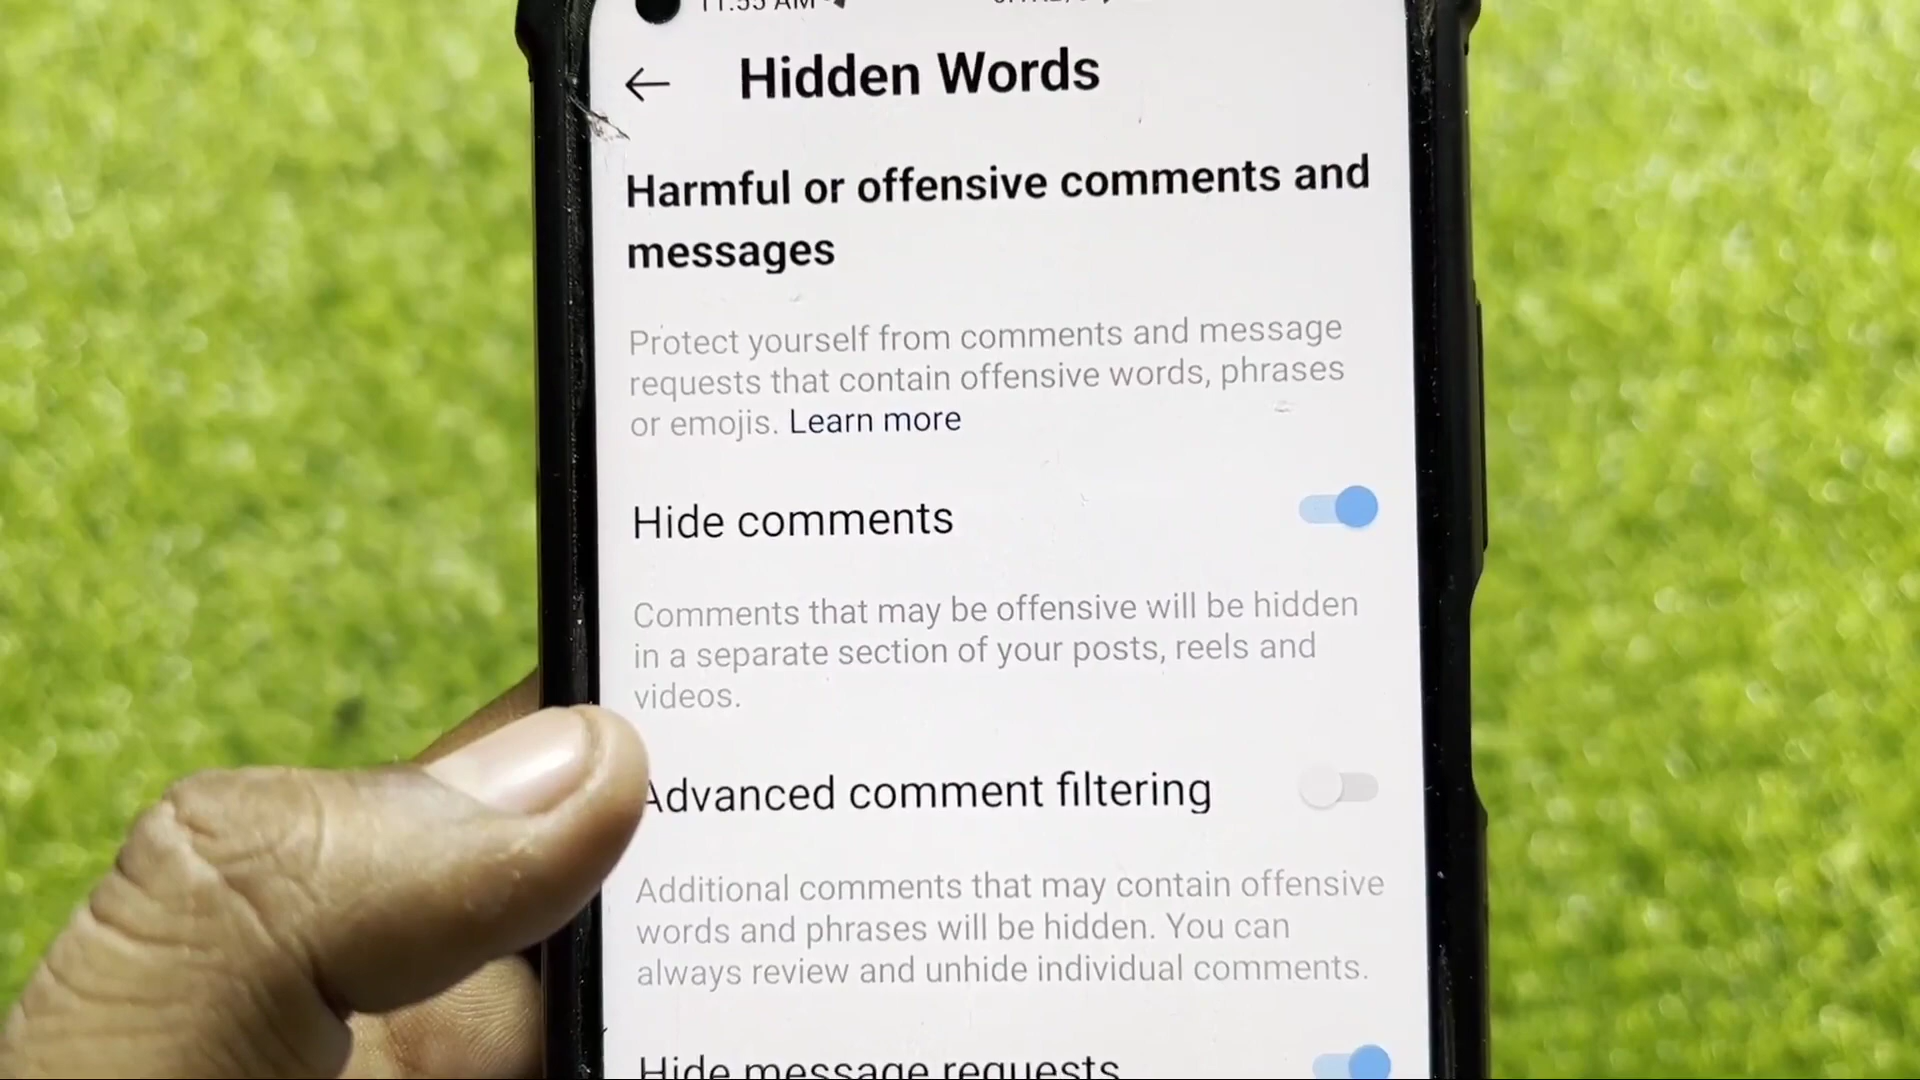 11:55 AM
Hidden Words
Harmful or offensive comments and
messages
Protect yourself from comments and message
requests that contain offensive words, phrases
or emojis. Learn more
Hide comments
Comments that may be offensive will be hidden
in a separate section of your posts, reels and
videos.
Advanced comment filtering
Additional comments that may contain offensive
words and phrases will be hidden. You can
always review and unhide individual comments.
Hide message requests